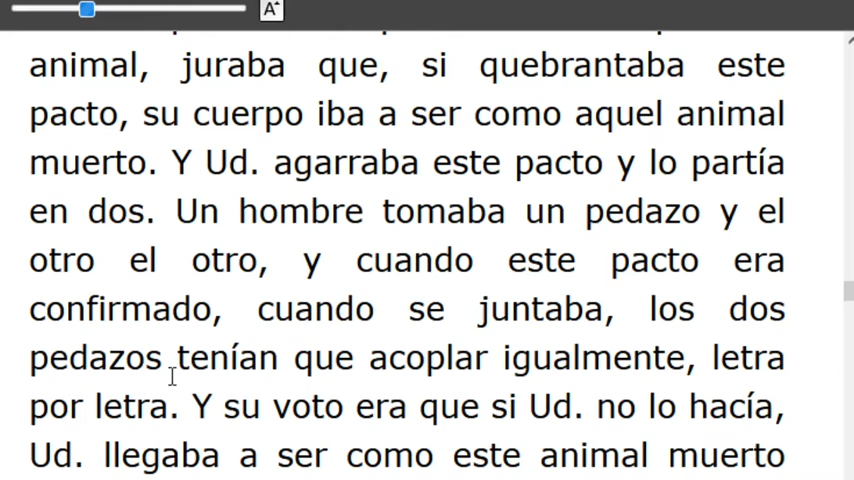 A
animal, juraba que, si quebrantaba este
pacto, su cuerpo iba a ser como aquel animal
muerto. Y Ud. agarraba este pacto y lo partía
en dos. Un hombre tomaba un pedazo y el
otro el otro, y cuando este pacto era
confirmado, cuando se juntaba, los dos
pedazos tenían que acoplar igualmente, letra
por letra. Y su voto era que si Ud. no lo hacía,
Ud. llegaba a ser como este animal muerto